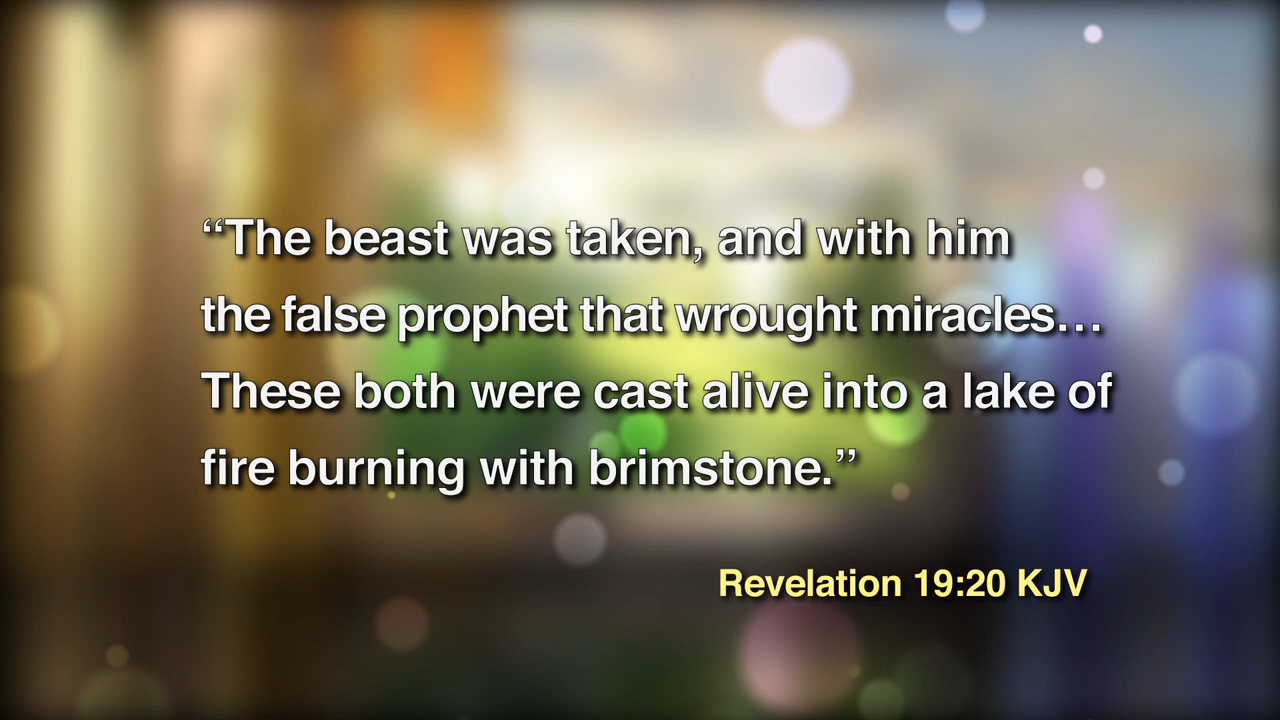 “The beast was taken, and with him
the false prophet that wrought miracles…
These both were cast alive into a lake of
fire burning with brimstone.”
Revelation 19:20 KJV